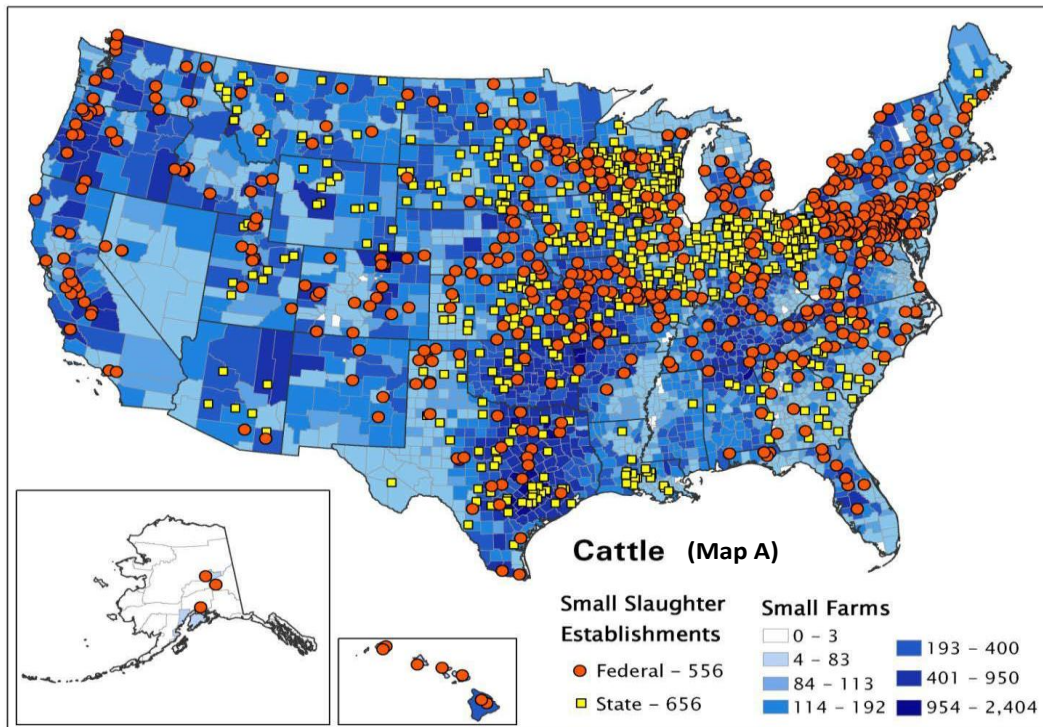 Cattle (Map A)
Small Slaughter
Establishments
Federal - 556
State - 656
Small Farms
0 - 3
4 - 83
84 - 113
114 - 192
193 - 400
401 - 950
954 - 2,404